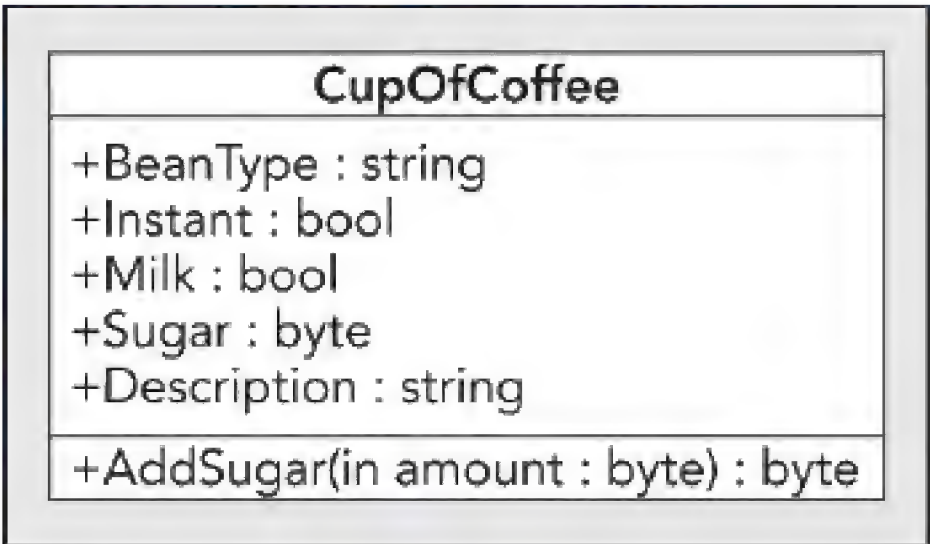 CupOfCoffee
+BeanType : string
+Instant : bool
+Milk : bool
+Sugar : byte
+Description : string
+AddSugar(in amount : byte) : byte